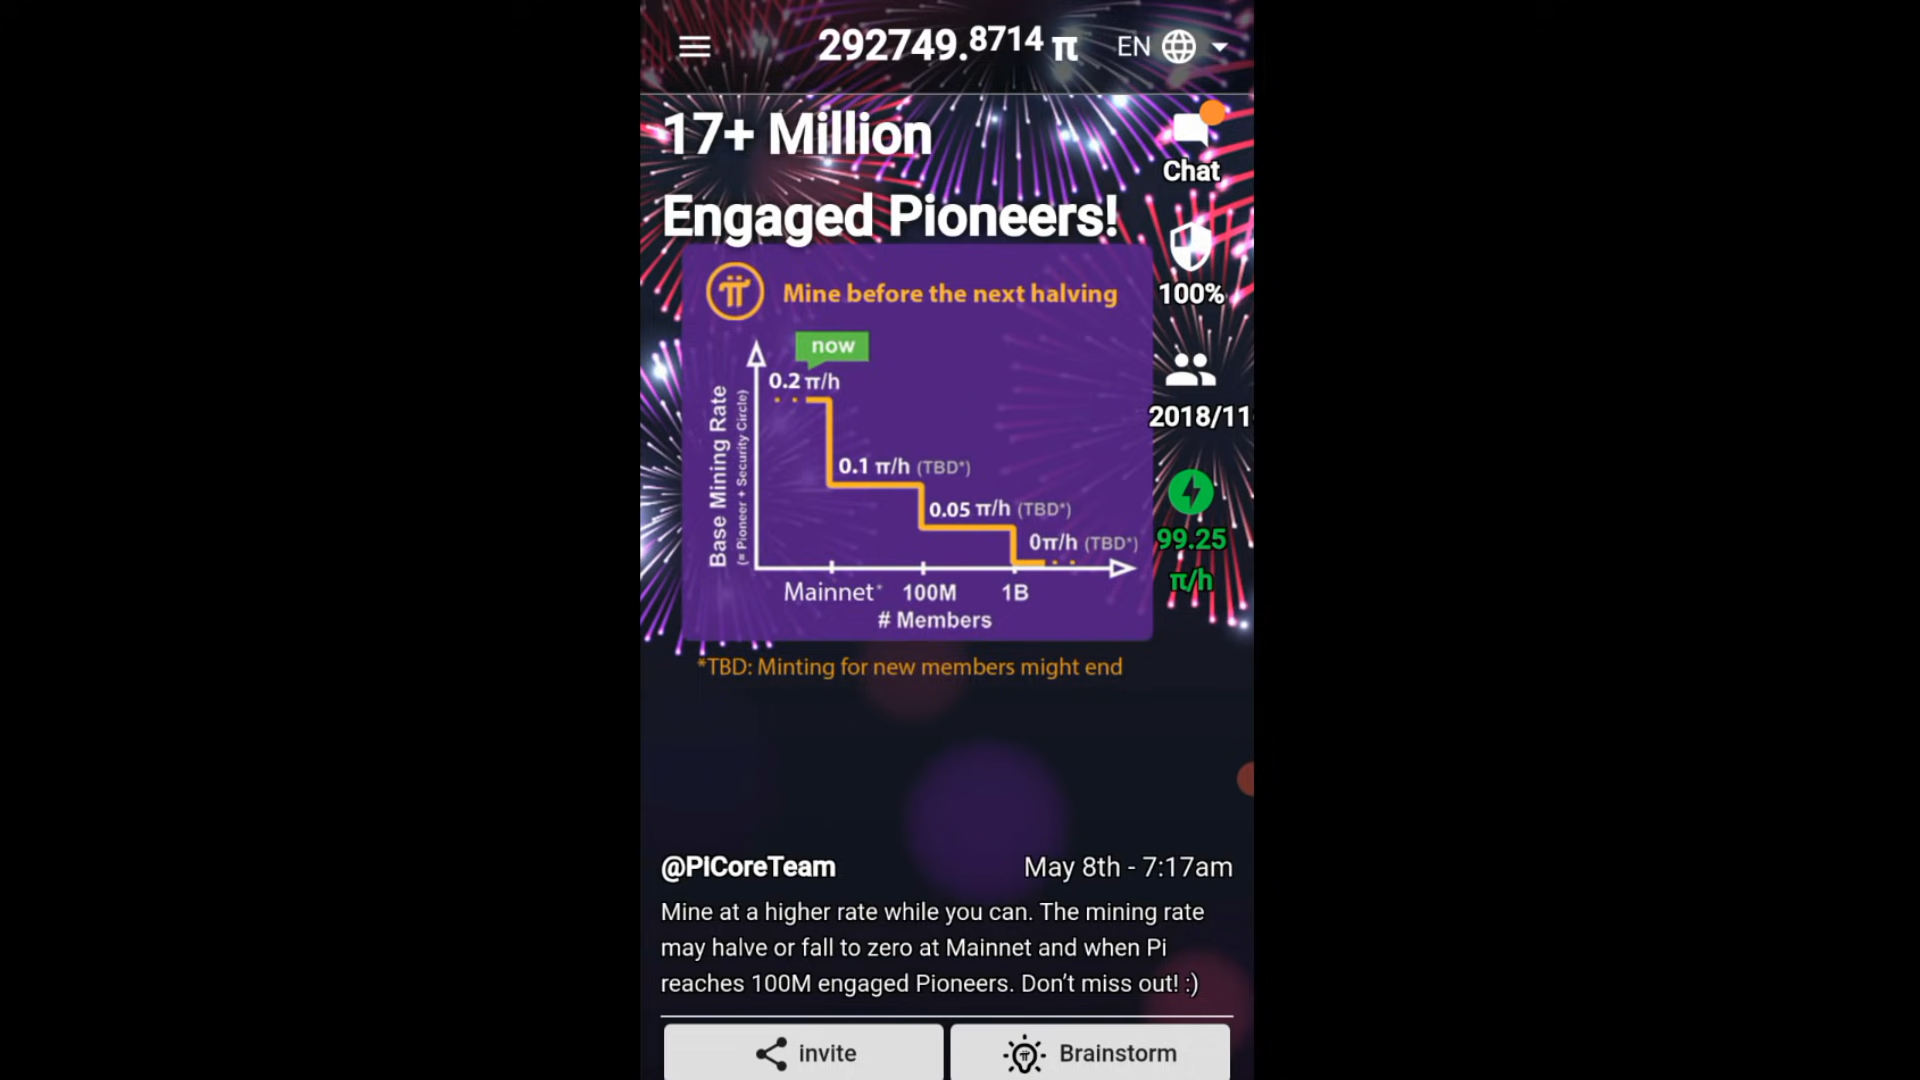 292749.8714 π EN
17+ Million
Engaged Pioneers!
Chat
100%
2018/11
99.25
π/h
π Mine before the next halving
now
0.2 π/h
0.1 π/h (TBD*)
0.05 π/h (TBD*)
0π/h (TBD*)
Base Mining Rate
(= Pioneer + Security Circle)
Mainnet* 100M 1B
# Members
*TBD: Minting for new members might end
@PiCoreTeam May 8th - 7:17am
Mine at a higher rate while you can. The mining rate
may halve or fall to zero at Mainnet and when Pi
reaches 100M engaged Pioneers. Don’t miss out! :)
invite Brainstorm